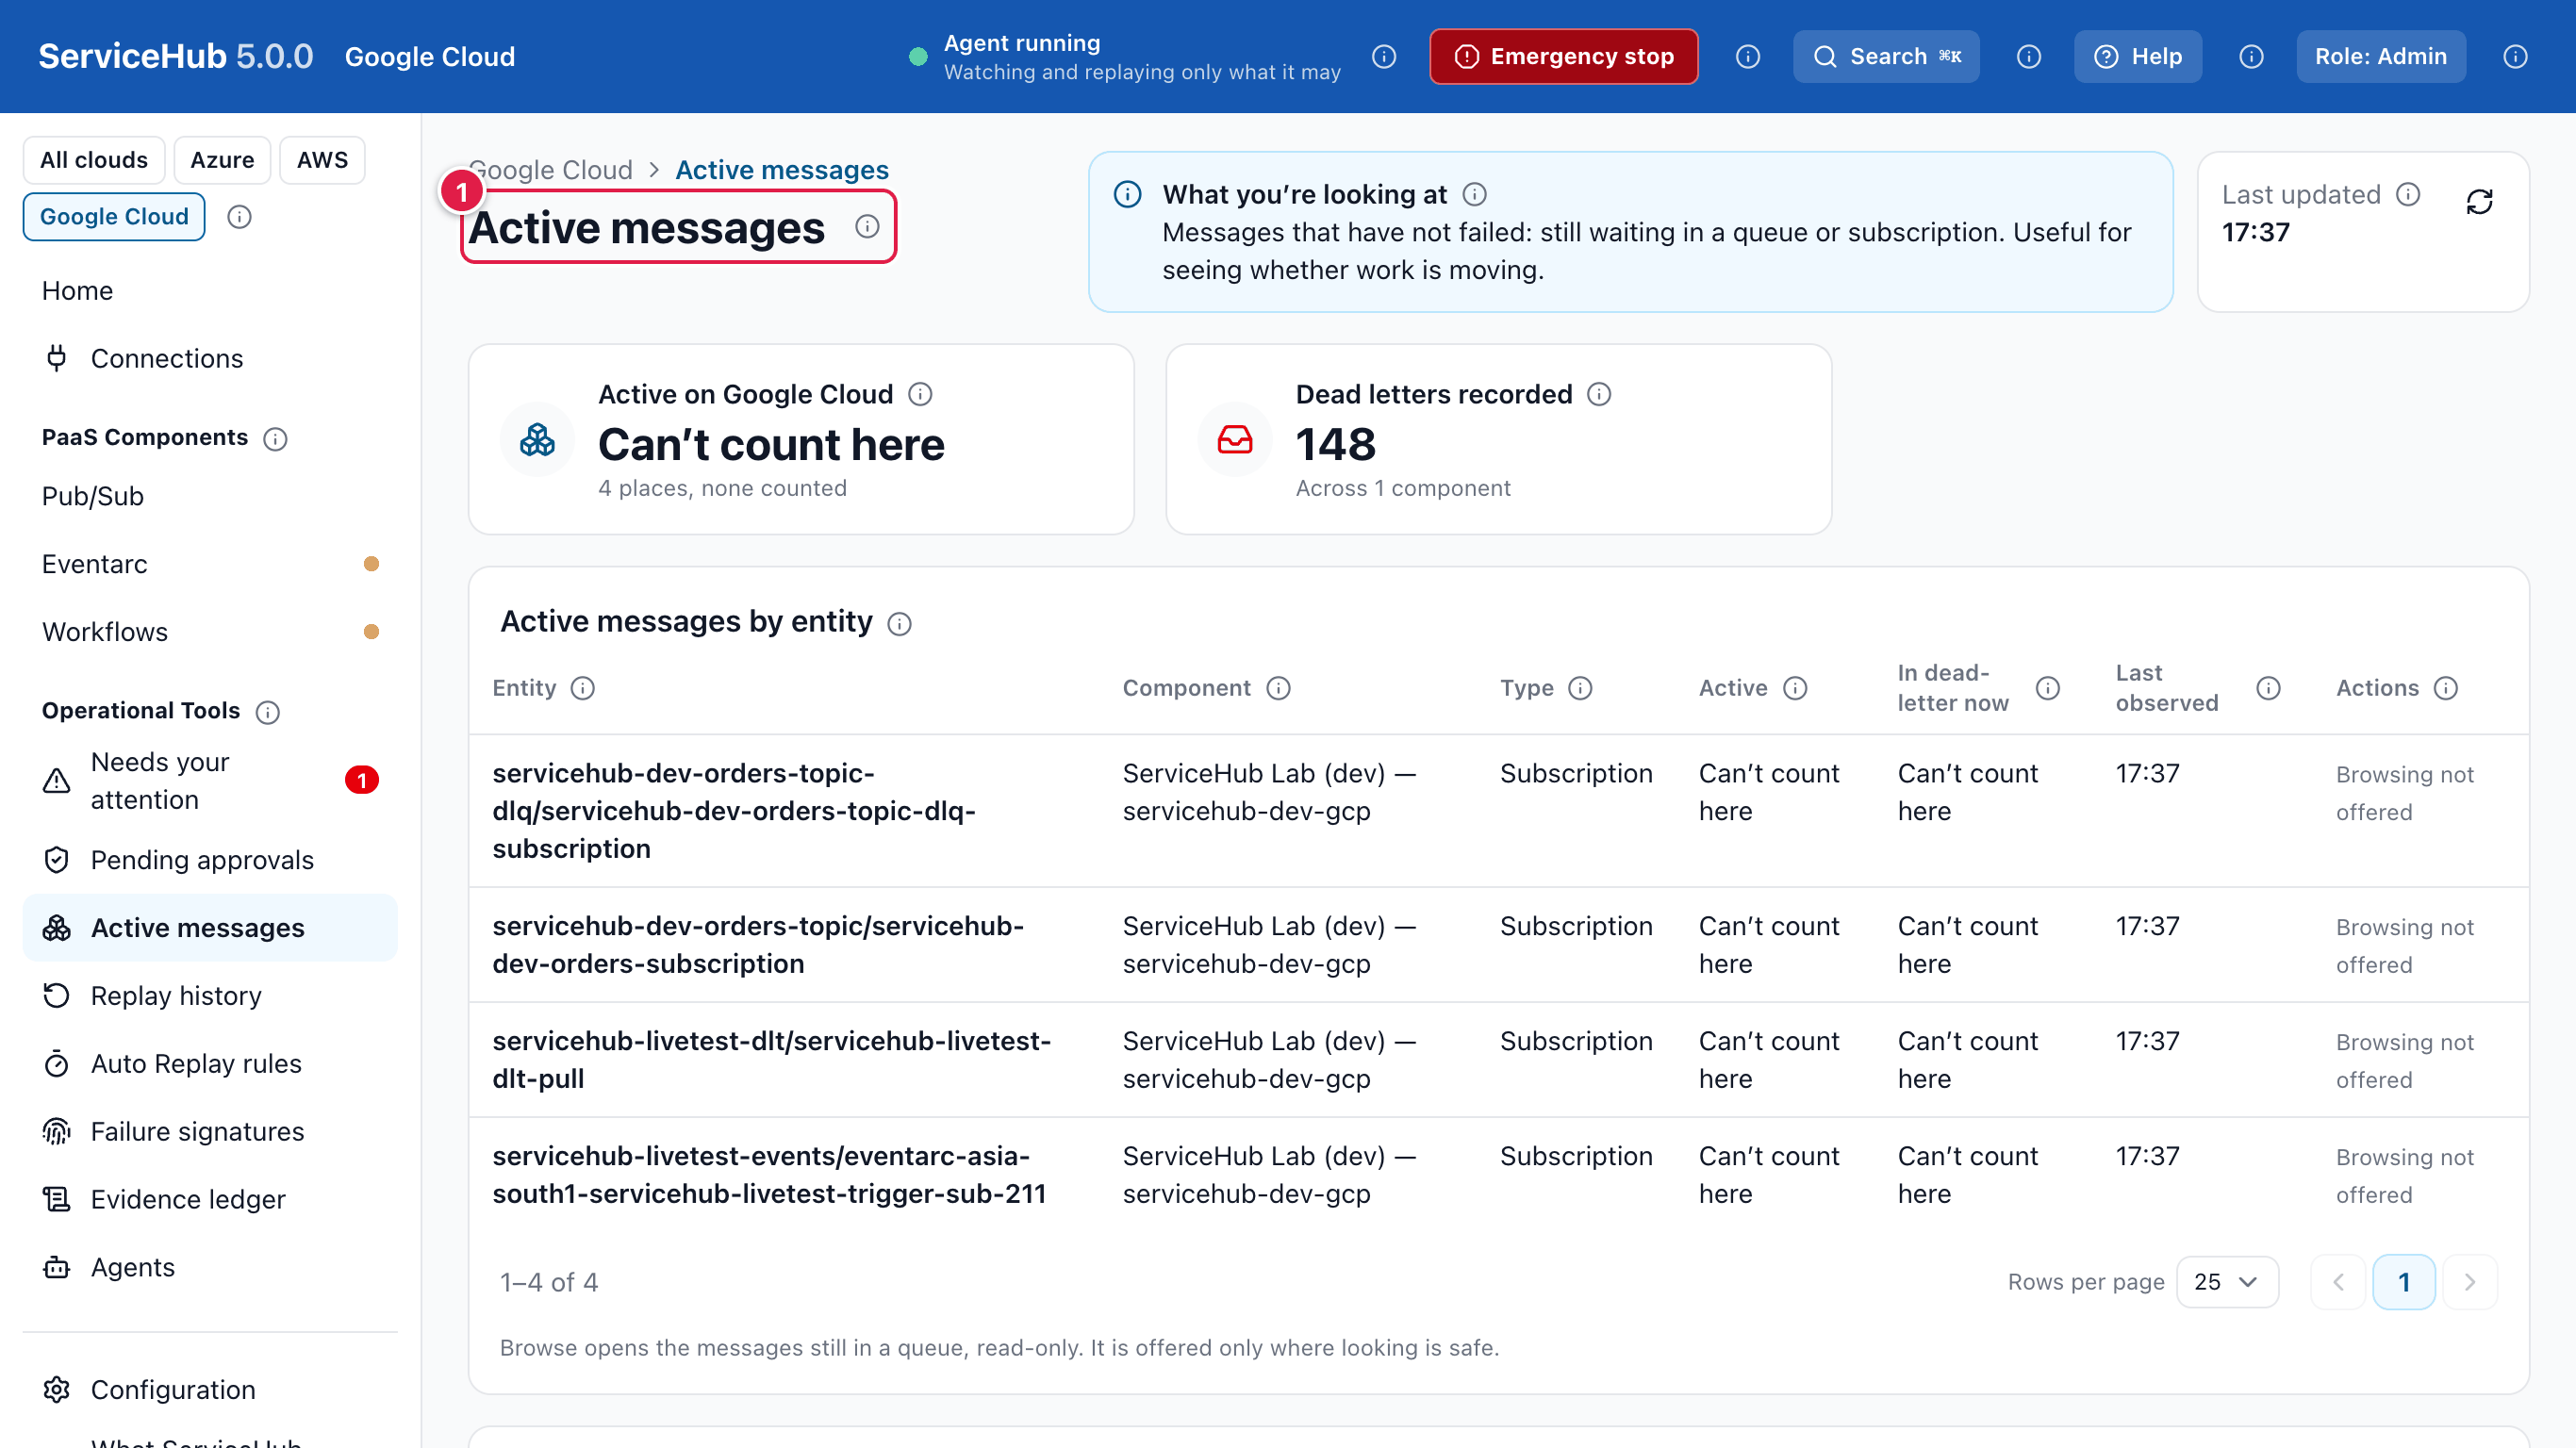 ServiceHub 5.0.0 Google Cloud
Agent running
Watching and replaying only what it may
Emergency stop
Search ⌘K
Help
Role: Admin
All clouds
Azure
AWS
Google Cloud
Home
Connections
PaaS Components
Pub/Sub
Eventarc
Workflows
Operational Tools
Needs your
attention
1
Pending approvals
Active messages
Replay history
Auto Replay rules
Failure signatures
Evidence ledger
Agents
Configuration
What ServiceHub
Google Cloud > Active messages
1
Active messages
What you’re looking at
Messages that have not failed: still waiting in a queue or subscription. Useful for
seeing whether work is moving.
Last updated
17:37
Active on Google Cloud
Can’t count here
4 places, none counted
Dead letters recorded
148
Across 1 component
Active messages by entity
Entity
Component
Type
Active
In dead-
letter now
Last
observed
Actions
servicehub-dev-orders-topic-
dlq/servicehub-dev-orders-topic-dlq-
subscription
ServiceHub Lab (dev) —
servicehub-dev-gcp
Subscription
Can’t count
here
Can’t count
here
17:37
Browsing not
offered
servicehub-dev-orders-topic/servicehub-
dev-orders-subscription
ServiceHub Lab (dev) —
servicehub-dev-gcp
Subscription
Can’t count
here
Can’t count
here
17:37
Browsing not
offered
servicehub-livetest-dlt/servicehub-livetest-
dlt-pull
ServiceHub Lab (dev) —
servicehub-dev-gcp
Subscription
Can’t count
here
Can’t count
here
17:37
Browsing not
offered
servicehub-livetest-events/eventarc-asia-
south1-servicehub-livetest-trigger-sub-211
ServiceHub Lab (dev) —
servicehub-dev-gcp
Subscription
Can’t count
here
Can’t count
here
17:37
Browsing not
offered
1–4 of 4
Rows per page
25
1
Browse opens the messages still in a queue, read-only. It is offered only where looking is safe.